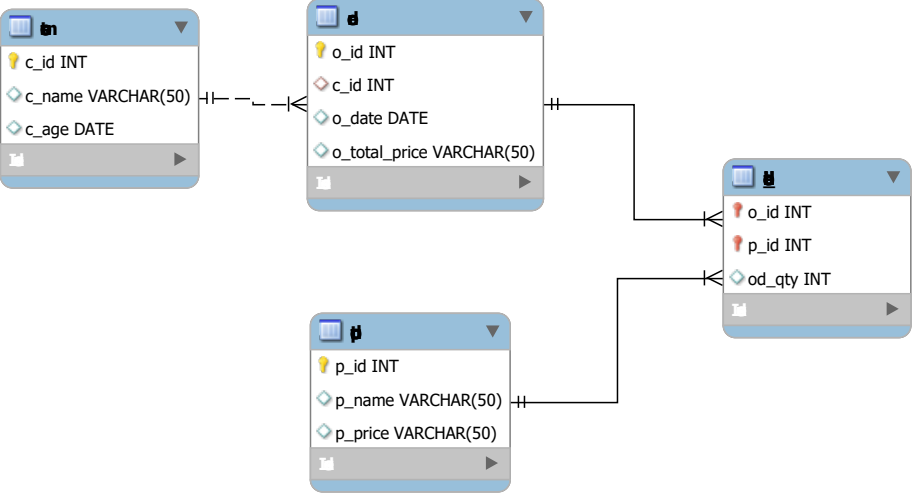 c_id INT
c_name VARCHAR(50)
c_age DATE
o_id INT
c_id INT
o_date DATE
o_total_price VARCHAR(50)
o_id INT
p_id INT
od_qty INT
p_id INT
p_name VARCHAR(50)
p_price VARCHAR(50)